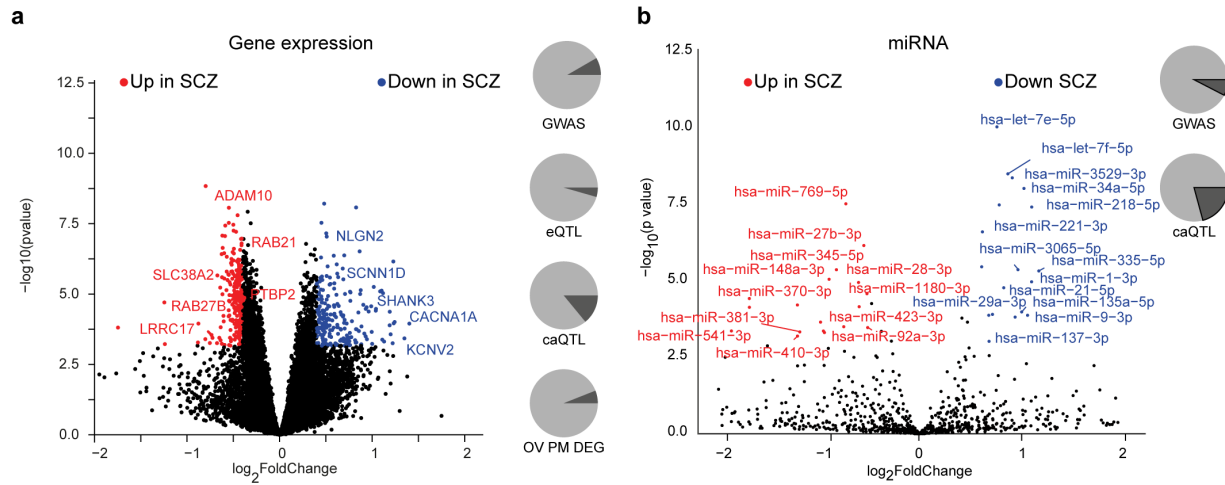 a
Gene expression
Up in SCZ
Down in SCZ
12.5
10.0
7.5
5.0
2.5
0.0
−log10(pvalue)
ADAM10
RAB21
SLC38A2
RAB27B
TBP2
LRRC17
NLGN2
SCNN1D
SHANK3
CACNA1A
KCNV2
−2
−1
0
1
2
log2FoldChange
GWAS
eQTL
caQTL
OV PM DEG
b
miRNA
Up in SCZ
Down in SCZ
12.5
10.0
7.5
5.0
2.5
0.0
−log10(p value)
hsa−let−7e−5p
hsa−let−7f−5p
hsa−miR−3529−3p
hsa−miR−34a−5p
hsa−miR−218−5p
hsa−miR−769−5p
hsa−miR−221−3p
hsa−miR−27b−3p
hsa−miR−3065−5p
hsa−miR−345−5p
hsa−miR−335−5p
hsa−miR−148a−3p
hsa−miR−28−3p
hsa−miR−1−3p
hsa−miR−370−3p
hsa−miR−1180−3p
hsa−miR−21−5p
hsa−miR−29a−3p
hsa−miR−135a−5p
hsa−miR−381−3p
hsa−miR−423−3p
hsa−miR−9−3p
hsa−miR−541−3p
hsa−miR−92a−3p
hsa−miR−137−3p
hsa−miR−410−3p
−2
−1
0
1
2
log2FoldChange
GWAS
caQTL